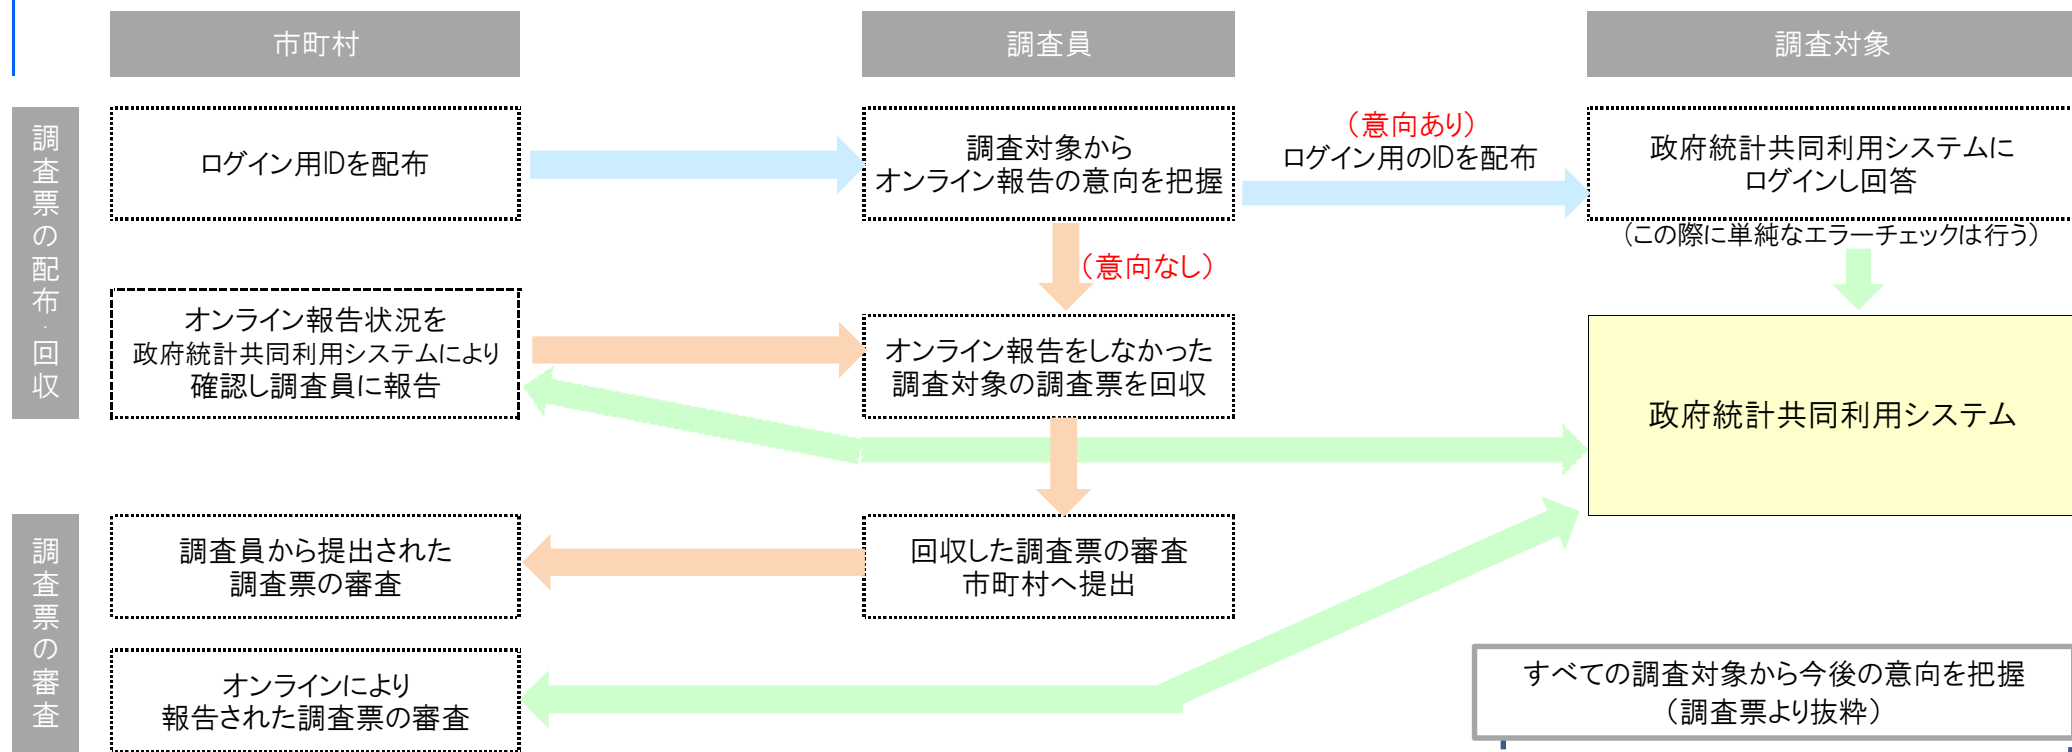 市町村
調査員
調査対象
調査票の配布・回収
ログイン用IDを配布
調査対象から
オンライン報告の意向を把握
（意向あり）
ログイン用のIDを配布
政府統計共同利用システムに
ログインし回答
（この際に単純なエラーチェックは行う）
（意向なし）
オンライン報告状況を
政府統計共同利用システムにより
確認し調査員に報告
オンライン報告をしなかった
調査対象の調査票を回収
政府統計共同利用システム
調査票の審査
調査員から提出された
調査票の審査
回収した調査票の審査
市町村へ提出
オンラインにより
報告された調査票の審査
すべての調査対象から今後の意向を把握
（調査票より抜粋）